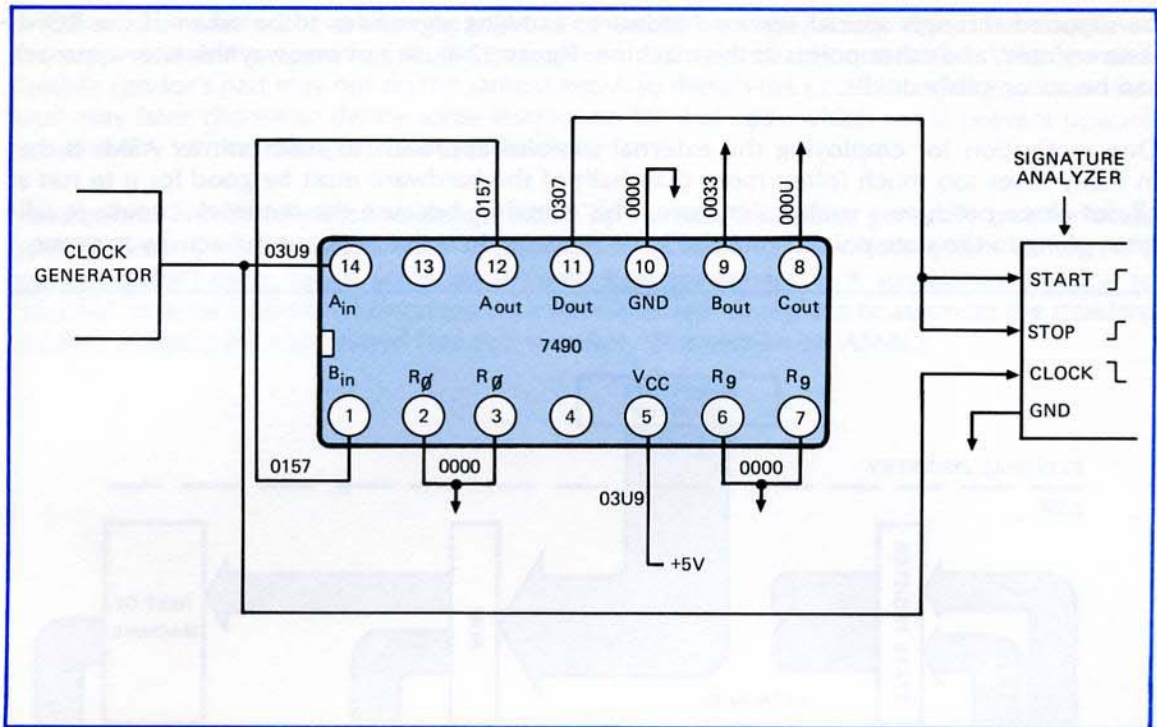 SIGNATURE
ANALYZER
0157
0307
0000
0033
000U
CLOCK
GENERATOR
03U9
14 13 12 11 10 9 8
Ain Aout Dout GND Bout Cout
START
STOP
7490
Bin RØ RØ VCC R9 R9
CLOCK
1 2 3 4 5 6 7
GND
0157 0000 0000
03U9
+5V